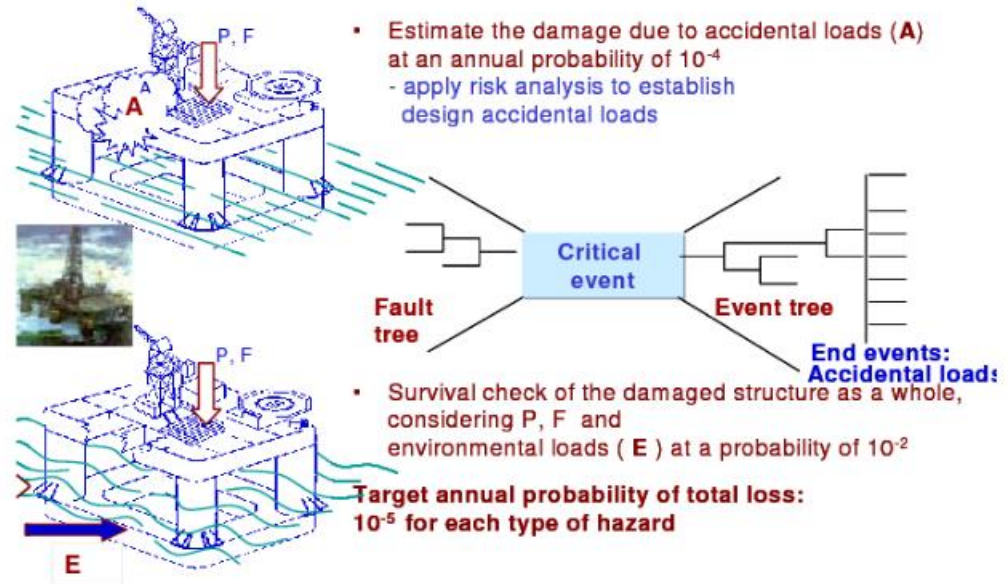 P, F
A
A
• Estimate the damage due to accidental loads (A)
at an annual probability of 10⁻⁴
- apply risk analysis to establish
design accidental loads
Critical
event
Fault
tree
Event tree
End events:
Accidental loads
P, F
• Survival check of the damaged structure as a whole,
considering P, F and
environmental loads ( E ) at a probability of 10⁻²
Target annual probability of total loss:
10⁻⁵ for each type of hazard
E